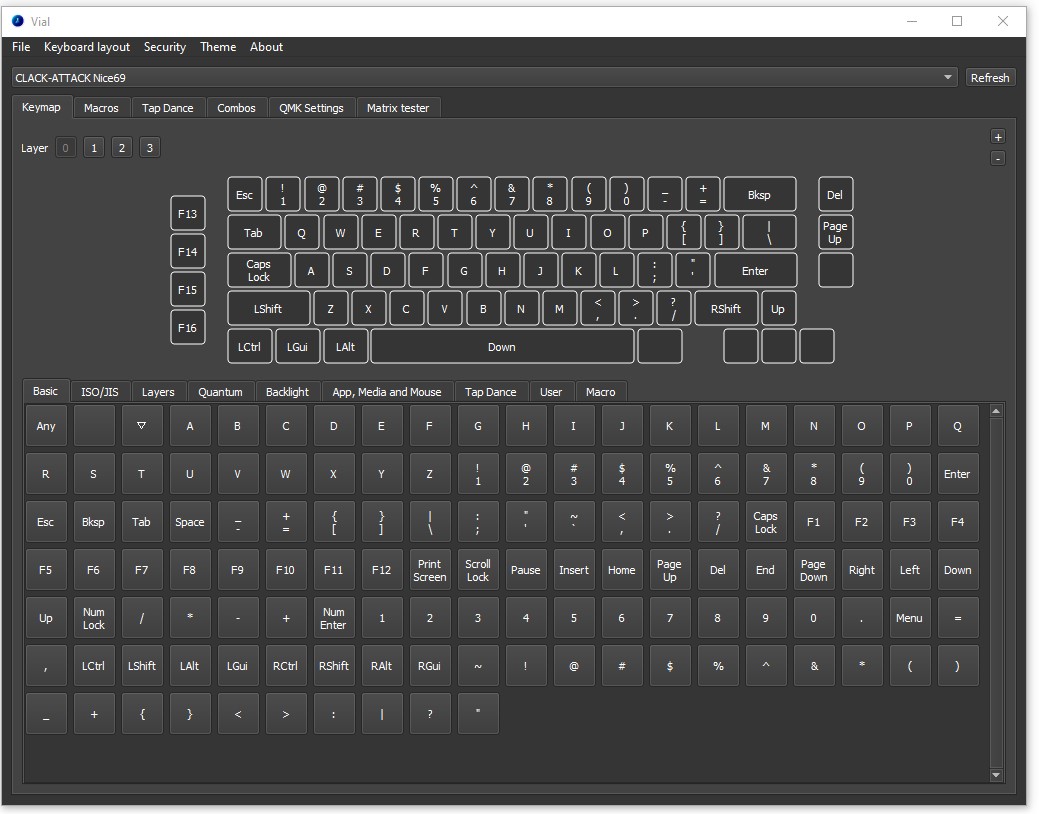 Vial
File Keyboard layout Security Theme About
CLACK-ATTACK Nice69 Refresh
Keymap Macros Tap Dance Combos QMK Settings Matrix tester
Layer 0 1 2 3
+
-
Esc ! @ # $ % ^ & * ( ) _ + Bksp Del
1 2 3 4 5 6 7 8 9 0 - =
F13
Tab Q W E R T Y U I O P { } | Page
[ ] \ Up
F14
Caps A S D F G H J K L : " Enter
Lock ; '
F15
LShift Z X C V B N M < > ? RShift Up
, . /
F16
LCtrl LGui LAlt Down
Basic ISO/JIS Layers Quantum Backlight App, Media and Mouse Tap Dance User Macro
Any ▽ A B C D E F G H I J K L M N O P Q
R S T U V W X Y Z ! @ # $ % ^ & * ( ) Enter
1 2 3 4 5 6 7 8 9 0
Esc Bksp Tab Space _ + { } | : " ~ < > ? Caps F1 F2 F3 F4
- = [ ] \ ; ' ` , . / Lock
F5 F6 F7 F8 F9 F10 F11 F12 Print Scroll Pause Insert Home Page Del End Page Right Left Down
Screen Lock Up Down
Up Num / * - + Num 1 2 3 4 5 6 7 8 9 0 . Menu =
Lock Enter
, LCtrl LShift LAlt LGui RCtrl RShift RAlt RGui ~ ! @ # $ % ^ & * ( )
_ + { } < > : | ? "